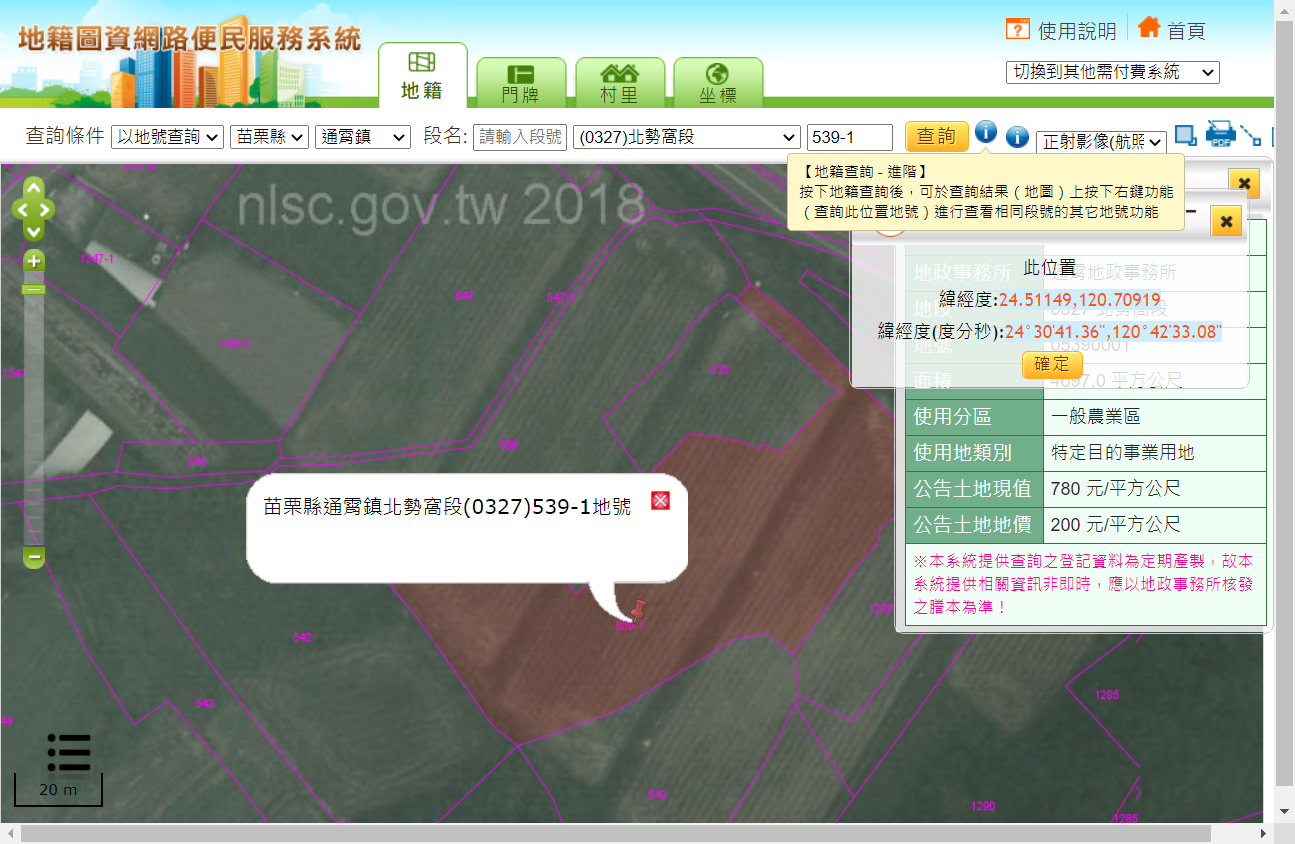 地籍圖資網路便民服務系統
使用說明
首頁
切換到其他需付費系統
地籍
門牌
村里
坐標
查詢條件 以地號查詢 苗栗縣 通霄鎮 段名: 請輸入段號 (0327)北勢窩段 539-1 查詢 正射影像(航照
PDF
【地籍查詢 - 進階】
按下地籍查詢後，可於查詢結果（地圖）上按下右鍵功能
（查詢此位置地號）進行查看相同段號的其它地號功能
nlsc.gov.tw 2018
此位置
緯經度:24.51149,120.70919
緯經度(度分秒):24°30'41.36",120°42'33.08"
確定
地政事務所 通霄地政事務所
地段 0327 北勢窩段
地號 05390001
面積 4697.0 平方公尺
使用分區 一般農業區
使用地類別 特定目的事業用地
公告土地現值 780 元/平方公尺
公告土地地價 200 元/平方公尺
※本系統提供查詢之登記資料為定期產製，故本
系統提供相關資訊非即時，應以地政事務所核發
之謄本為準！
苗栗縣通霄鎮北勢窩段(0327)539-1地號
1347-1
547
547-1
538
539
539-1
542
543
540
1285
1290
1286
20 m